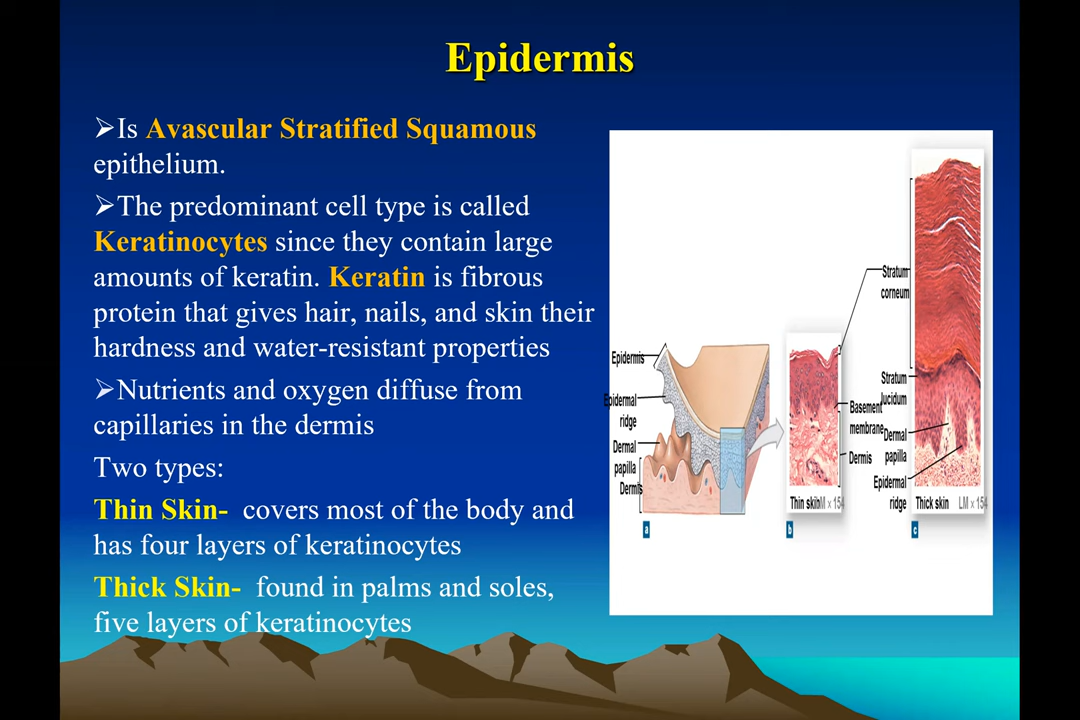 Epidermis
➢Is Avascular Stratified Squamous
epithelium.
➢The predominant cell type is called
Keratinocytes since they contain large
amounts of keratin. Keratin is fibrous
protein that gives hair, nails, and skin their
hardness and water-resistant properties
➢Nutrients and oxygen diffuse from
capillaries in the dermis
Two types:
Thin Skin- covers most of the body and
has four layers of keratinocytes
Thick Skin- found in palms and soles,
five layers of keratinocytes
Epidermis
Epidermal
ridge
Dermal
papilla
Dermis
a
Basement
membrane
Dermis
Thin skin
LM x 154
b
Stratum
corneum
Stratum
lucidum
Dermal
papilla
Epidermal
ridge
Thick skin
LM x 154
c